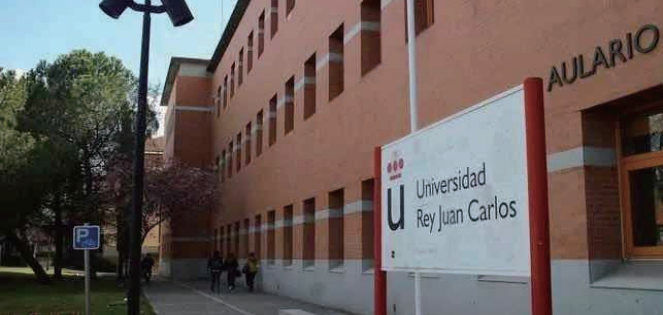 AULARIO
ü
Universidad
Rey Juan Carlos
P